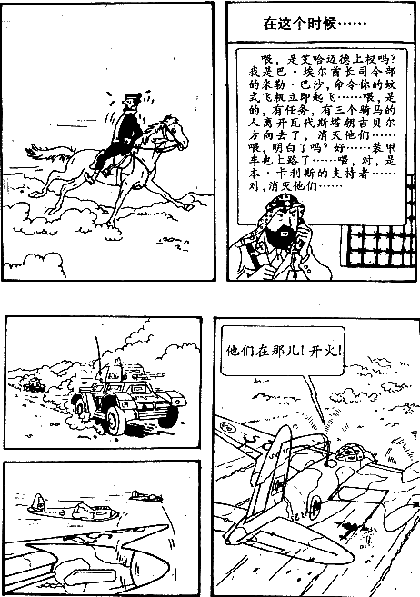 在这个时候……
喂，是艾哈迈德上校吗？
我是巴·埃尔酋长司令部
的米勒·巴沙，命令你的蚊
式飞机立即起飞……喂，是
的，有任务，有三个骑马的
人离开瓦代斯塔朝古贝尔
方向去了，消灭他们……
喂，明白了吗？好……装甲
车也上路了……喂，对，是
本·卡利斯的支持者……
对，消灭他们……
他们在那儿！开火！